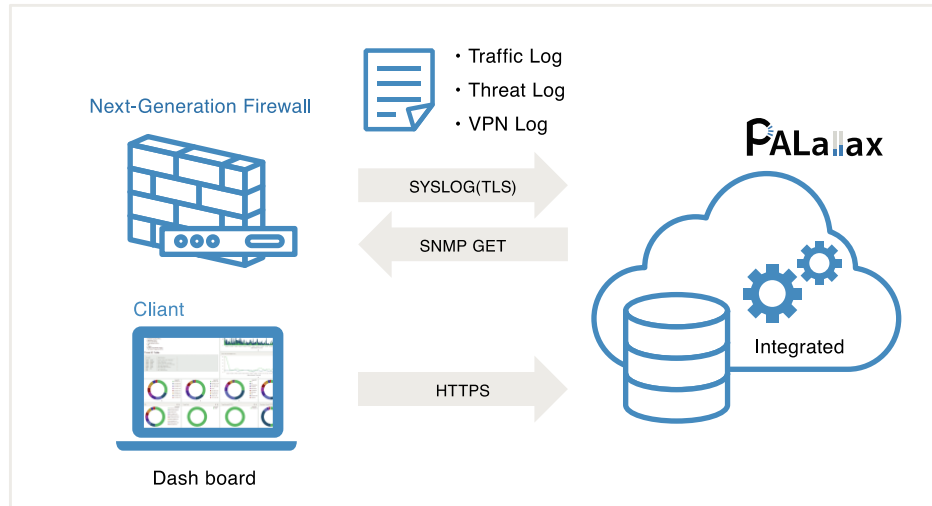 ・Traffic Log
・Threat Log
・VPN Log
Next-Generation Firewall
PALallax
SYSLOG(TLS)
SNMP GET
Cliant
Integrated
HTTPS
Dash board